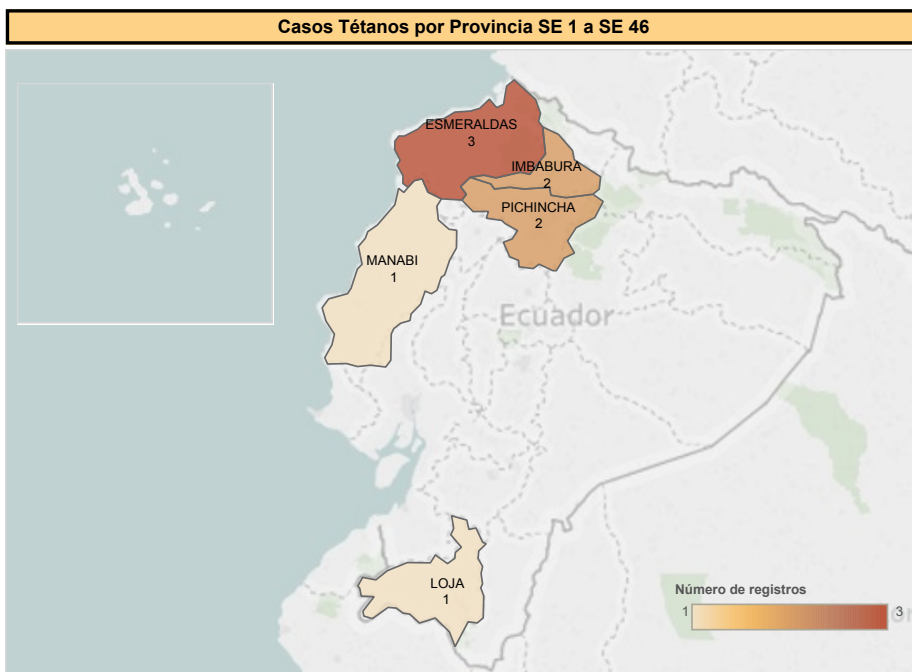 Casos Tétanos por Provincia SE 1 a SE 46
ESMERALDAS
3
IMBABURA
2
PICHINCHA
2
MANABI
1
Ecuador
LOJA
1
Número de registros
1
3